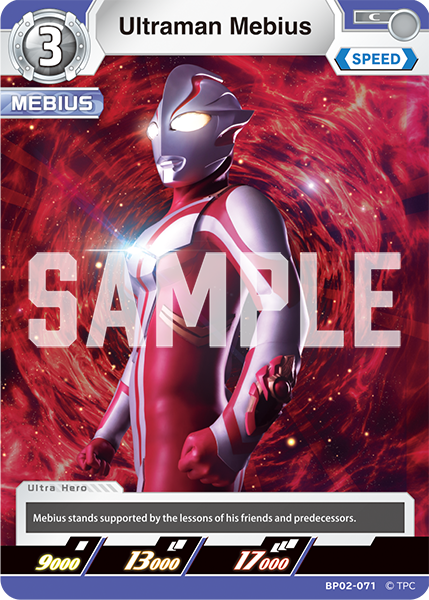 3
Ultraman Mebius
C
SPEED
MEBIUS
SAMPLE
Ultra Hero
Mebius stands supported by the lessons of his friends and predecessors.
9000 13000 17000
BP02-071 © TPC